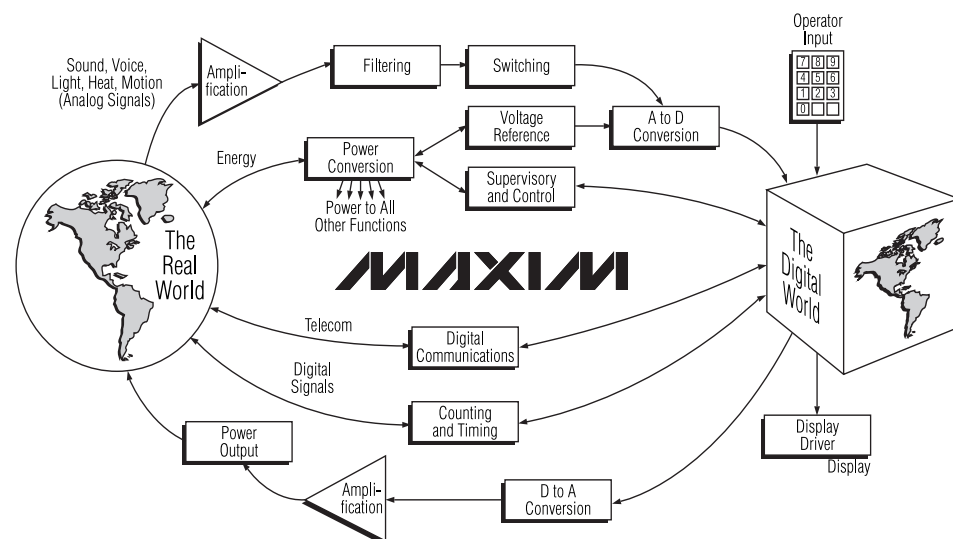 Operator
Input
7 8 9
4 5 6
1 2 3
0
Sound, Voice,
Light, Heat, Motion
(Analog Signals)
Ampli-
fication
Filtering
Switching
Voltage
Reference
A to D
Conversion
Energy
Power
Conversion
Supervisory
and Control
Power to All
Other Functions
The
Real
World
MAXIM
The
Digital
World
Telecom
Digital
Communications
Digital
Signals
Counting
and Timing
Power
Output
Display
Driver
Display
Ampli-
fication
D to A
Conversion